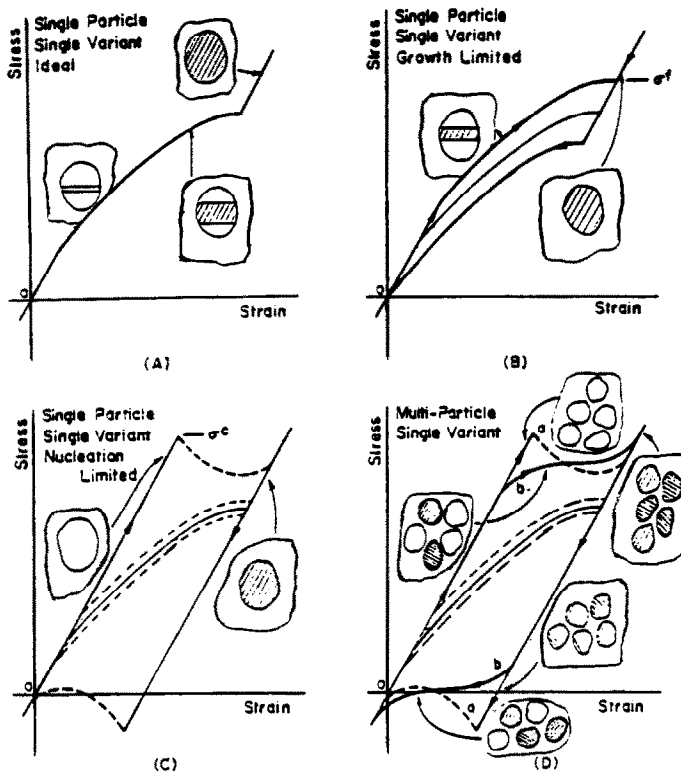 Stress
Single Particle
Single Variant
Ideal
O
Strain
(A)
Stress
Single Particle
Single Variant
Growth Limited
σf
O
Strain
(B)
Stress
Single Particle
Single Variant
Nucleation
Limited
σc
O
Strain
(C)
Stress
Multi-Particle
Single Variant
a
b
O
b
a
Strain
(D)